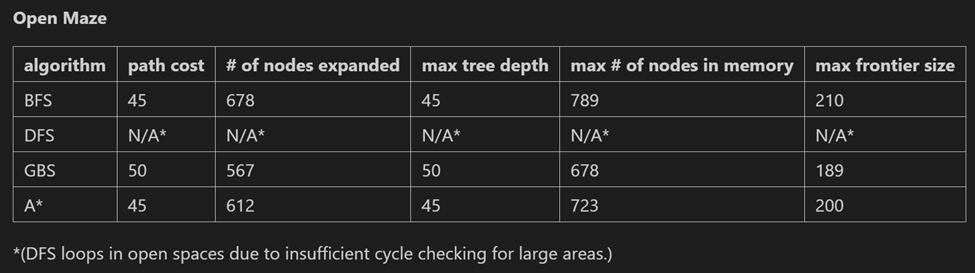 Open Maze
algorithm path cost # of nodes expanded max tree depth max # of nodes in memory max frontier size
BFS 45 678 45 789 210
DFS N/A* N/A* N/A* N/A* N/A*
GBS 50 567 50 678 189
A* 45 612 45 723 200
*(DFS loops in open spaces due to insufficient cycle checking for large areas.)